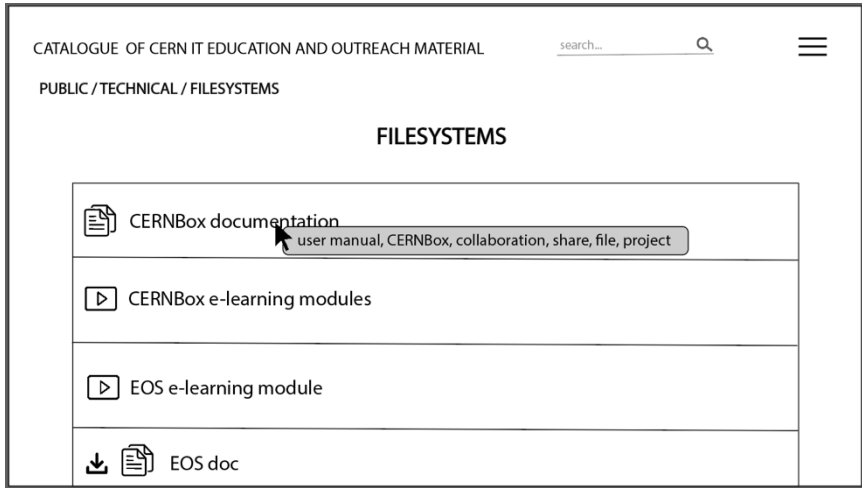 CATALOGUE OF CERN IT EDUCATION AND OUTREACH MATERIAL
search...
PUBLIC / TECHNICAL / FILESYSTEMS
FILESYSTEMS
CERNBox documentation
user manual, CERNBox, collaboration, share, file, project
CERNBox e-learning modules
EOS e-learning module
EOS doc